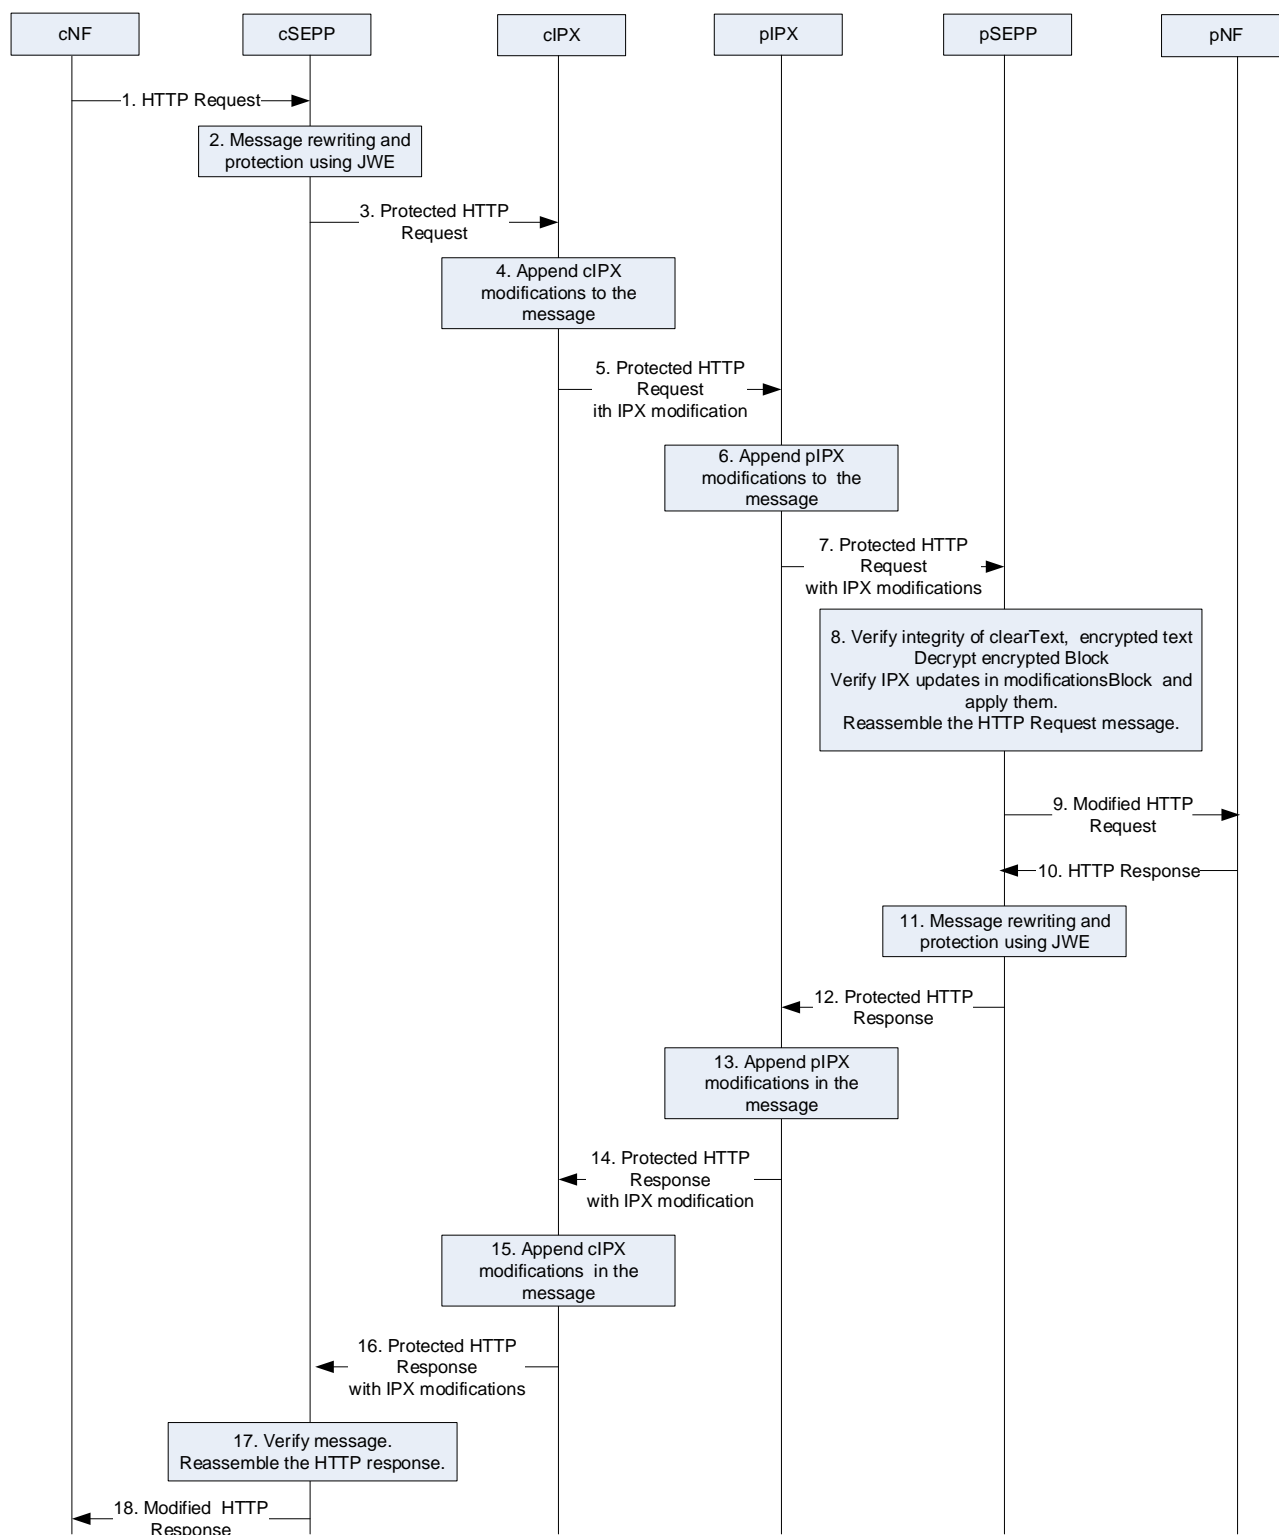 cNF
cSEPP
cIPX
pIPX
pSEPP
pNF
1. HTTP Request
2. Message rewriting and
protection using JWE
3. Protected HTTP
Request
4. Append cIPX
modifications to the
message
5. Protected HTTP
Request
ith IPX modification
6. Append pIPX
modifications to the
message
7. Protected HTTP
Request
with IPX modifications
8. Verify integrity of clearText, encrypted text
Decrypt encrypted Block
Verify IPX updates in modificationsBlock and
apply them.
Reassemble the HTTP Request message.
9. Modified HTTP
Request
10. HTTP Response
11. Message rewriting and
protection using JWE
12. Protected HTTP
Response
13. Append pIPX
modifications in the
message
14. Protected HTTP
Response
with IPX modification
15. Append cIPX
modifications in the
message
16. Protected HTTP
Response
with IPX modifications
17. Verify message.
Reassemble the HTTP response.
18. Modified HTTP
Response